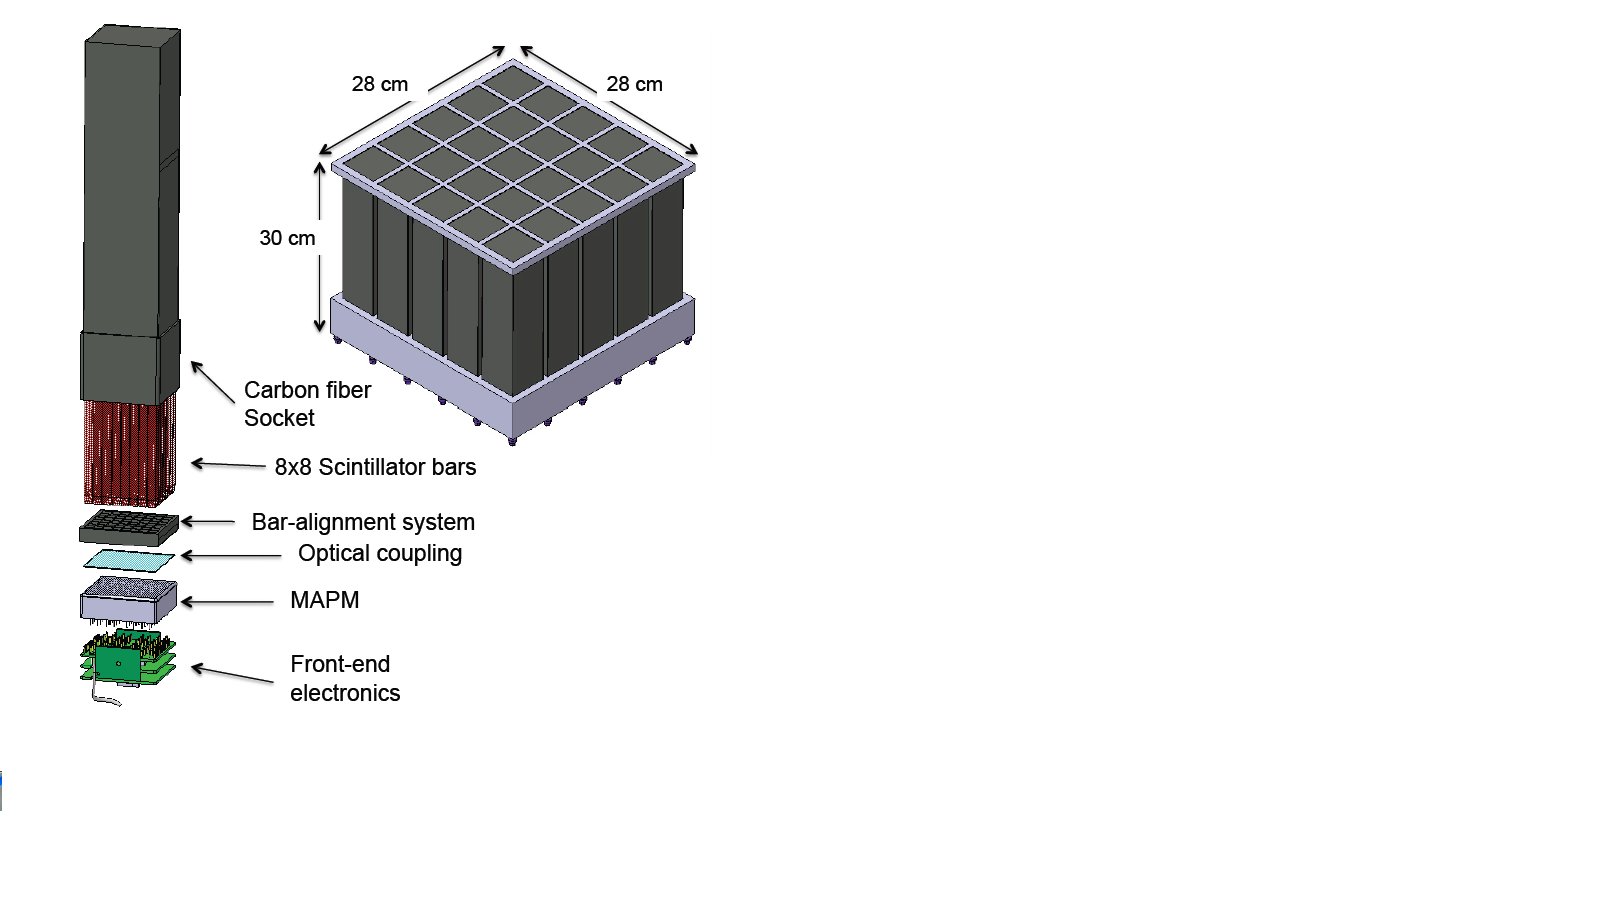 28 cm
28 cm
30 cm
Carbon fiber
Socket
8x8 Scintillator bars
Bar-alignment system
Optical coupling
MAPM
Front-end
electronics